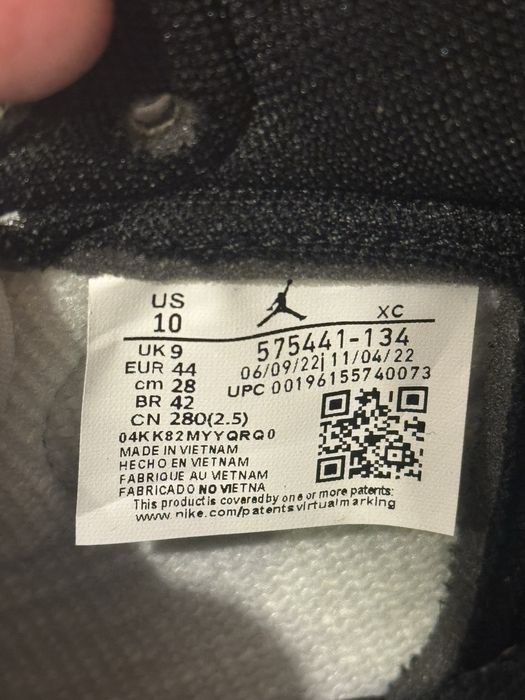 US
10
XC
UK 9
EUR 44
cm 28
BR 42
CN 280(2.5)
575441-134
06/09/22| 11/04/22
UPC 00196155740073
04KK82MYYQRQ0
MADE IN VIETNAM
HECHO EN VIETNAM
FABRIQUE AU VIETNAM
FABRICADO NO VIETNA
This product is covered by one or more patents:
www.nike.com/patentsvirtualmarking